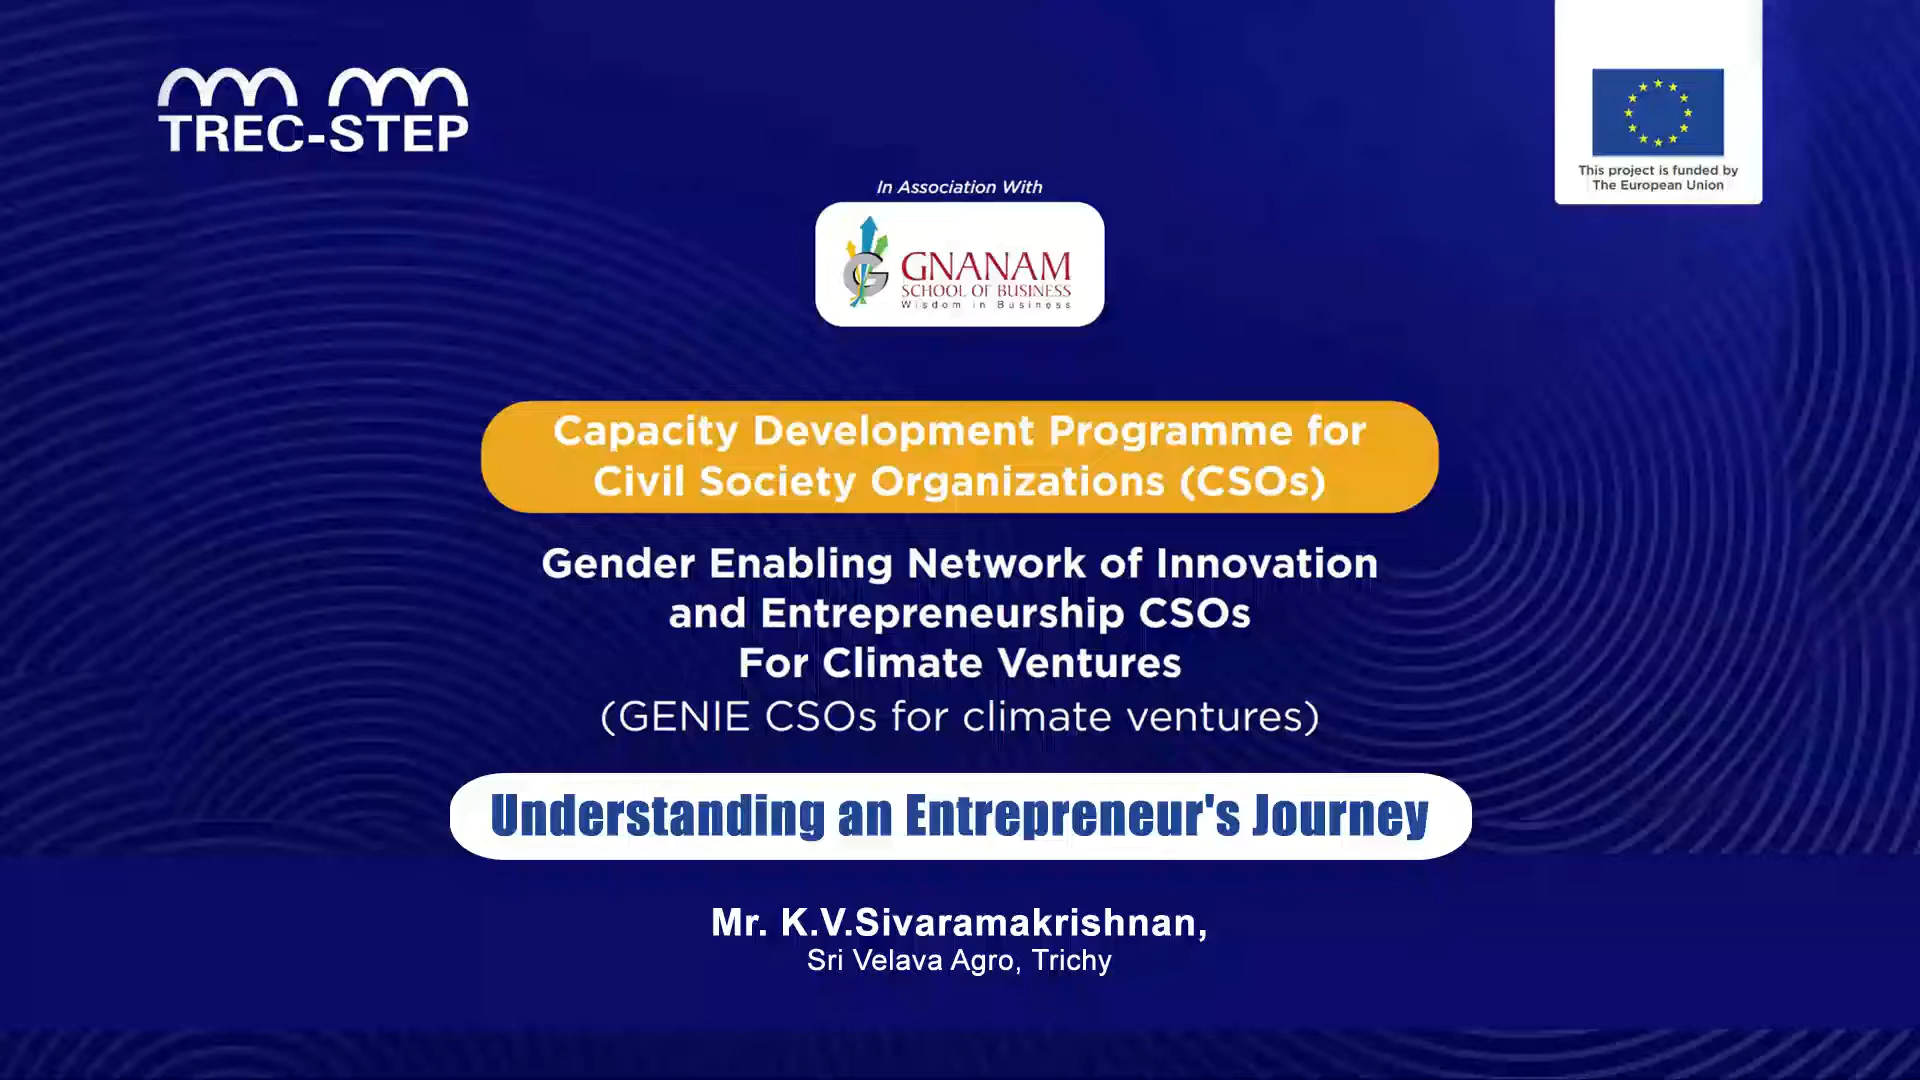 TREC-STEP
This project is funded by
The European Union
In Association With
GNANAM
SCHOOL OF BUSINESS
Wisdom in Business
Capacity Development Programme for
Civil Society Organizations (CSOs)
Gender Enabling Network of Innovation
and Entrepreneurship CSOs
For Climate Ventures
(GENIE CSOs for climate ventures)
Understanding an Entrepreneur's Journey
Mr. K.V.Sivaramakrishnan,
Sri Velava Agro, Trichy